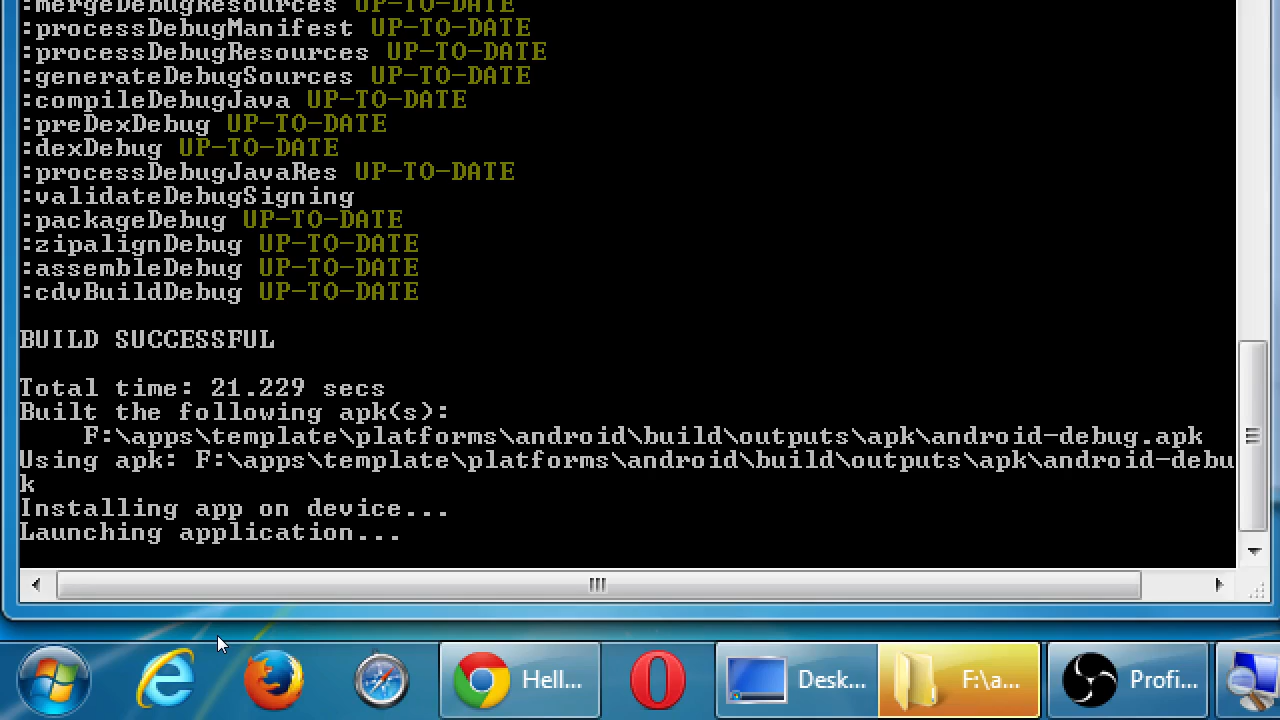 :mergeDebugResources UP-TO-DATE
:processDebugManifest UP-TO-DATE
:processDebugResources UP-TO-DATE
:generateDebugSources UP-TO-DATE
:compileDebugJava UP-TO-DATE
:preDexDebug UP-TO-DATE
:dexDebug UP-TO-DATE
:processDebugJavaRes UP-TO-DATE
:validateDebugSigning
:packageDebug UP-TO-DATE
:zipalignDebug UP-TO-DATE
:assembleDebug UP-TO-DATE
:cdvBuildDebug UP-TO-DATE
BUILD SUCCESSFUL
Total time: 21.229 secs
Built the following apk(s):
F:\apps\template\platforms\android\build\outputs\apk\android-debug.apk
Using apk: F:\apps\template\platforms\android\build\outputs\apk\android-debu
k
Installing app on device...
Launching application...
Hell... Desk... F:\a... Profi...